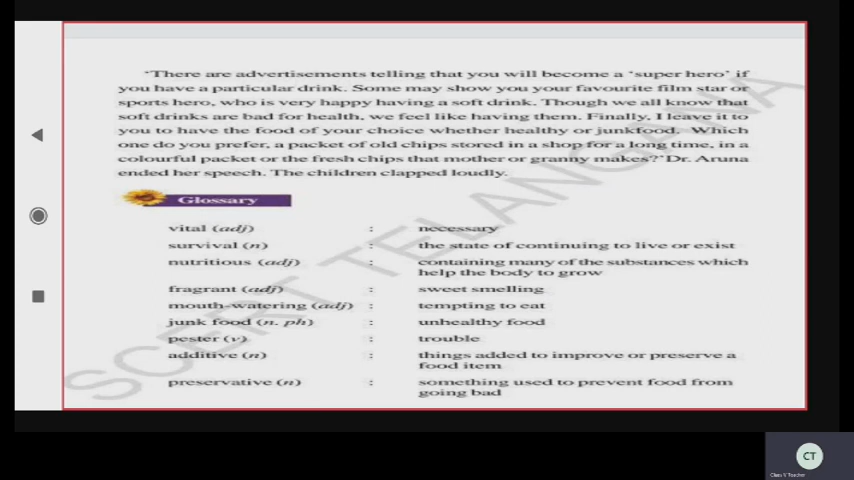 'There are advertisements telling that you will become a 'super hero' if
you have a particular drink. Some may show you your favourite film star or
sports hero, who is very happy having a soft drink. Though we all know that
soft drinks are bad for health, we feel like having them. Finally, I leave it to
you to have the food of your choice whether healthy or junkfood. Which
one do you prefer, a packet of old chips stored in a shop for a long time, in a
colourful packet or the fresh chips that mother or granny makes?' Dr. Aruna
ended her speech. The children clapped loudly.
Glossary
vital (adj) : necessary
survival (n) : the state of continuing to live or exist
nutritious (adj) : containing many of the substances which
help the body to grow
fragrant (adj) : sweet smelling
mouth-watering (adj) : tempting to eat
junk food (n. ph) : unhealthy food
pester (v) : trouble
additive (n) : things added to improve or preserve a
food item
preservative (n) : something used to prevent food from
going bad
SCERT TELANGANA
CT
Class V Teacher